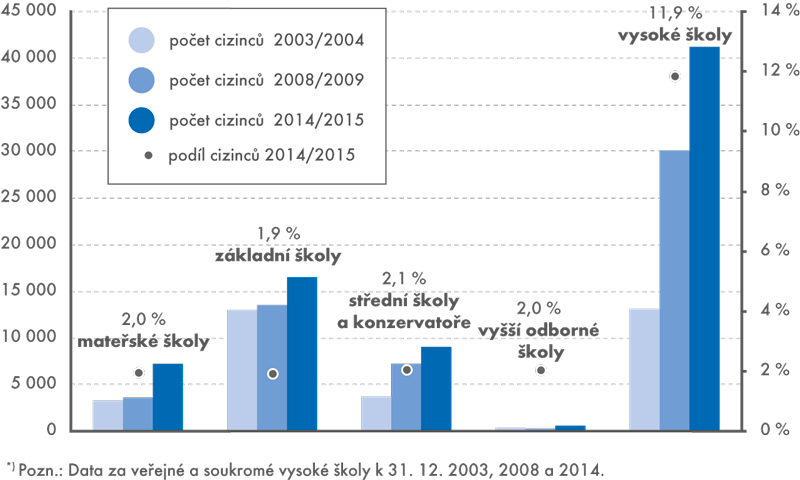 45 000
40 000
35 000
30 000
25 000
20 000
15 000
10 000
5 000
0
počet cizinců 2003/2004
počet cizinců 2008/2009
počet cizinců 2014/2015
podíl cizinců 2014/2015
2,0 %
mateřské školy
1,9 %
základní školy
2,1 %
střední školy
a konzervatoře
2,0 %
vyšší odborné
školy
11,9 %
vysoké školy
14 %
12 %
10 %
8 %
6 %
4 %
2 %
0 %
*) Pozn.: Data za veřejné a soukromé vysoké školy k 31. 12. 2003, 2008 a 2014.